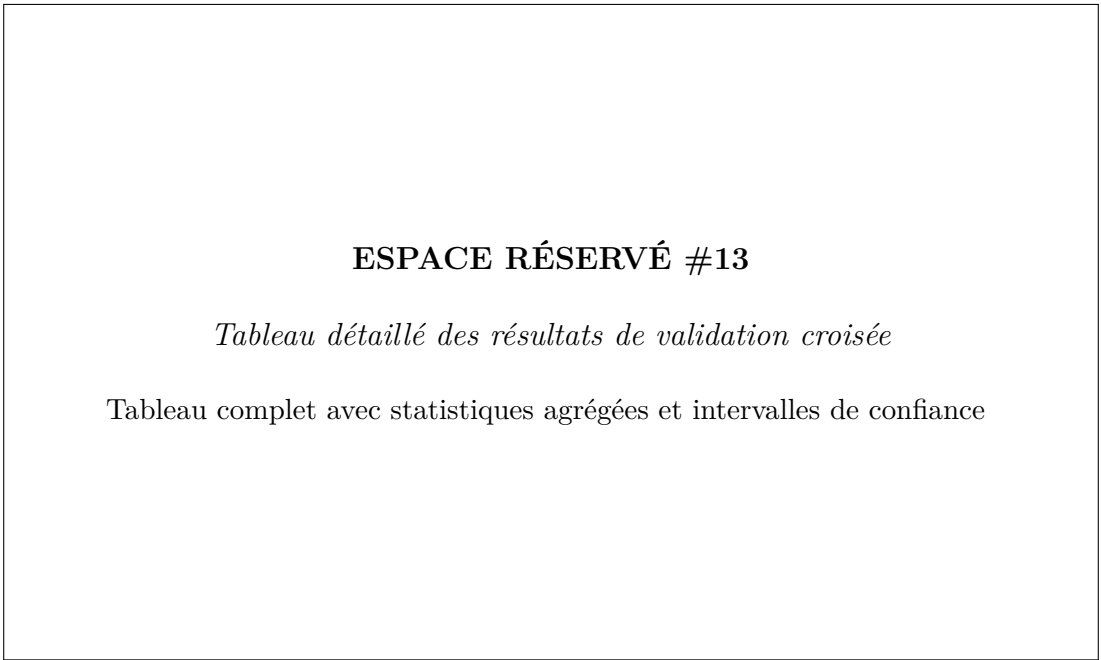 ESPACE RÉSERVÉ #13
Tableau détaillé des résultats de validation croisée
Tableau complet avec statistiques agrégées et intervalles de confiance